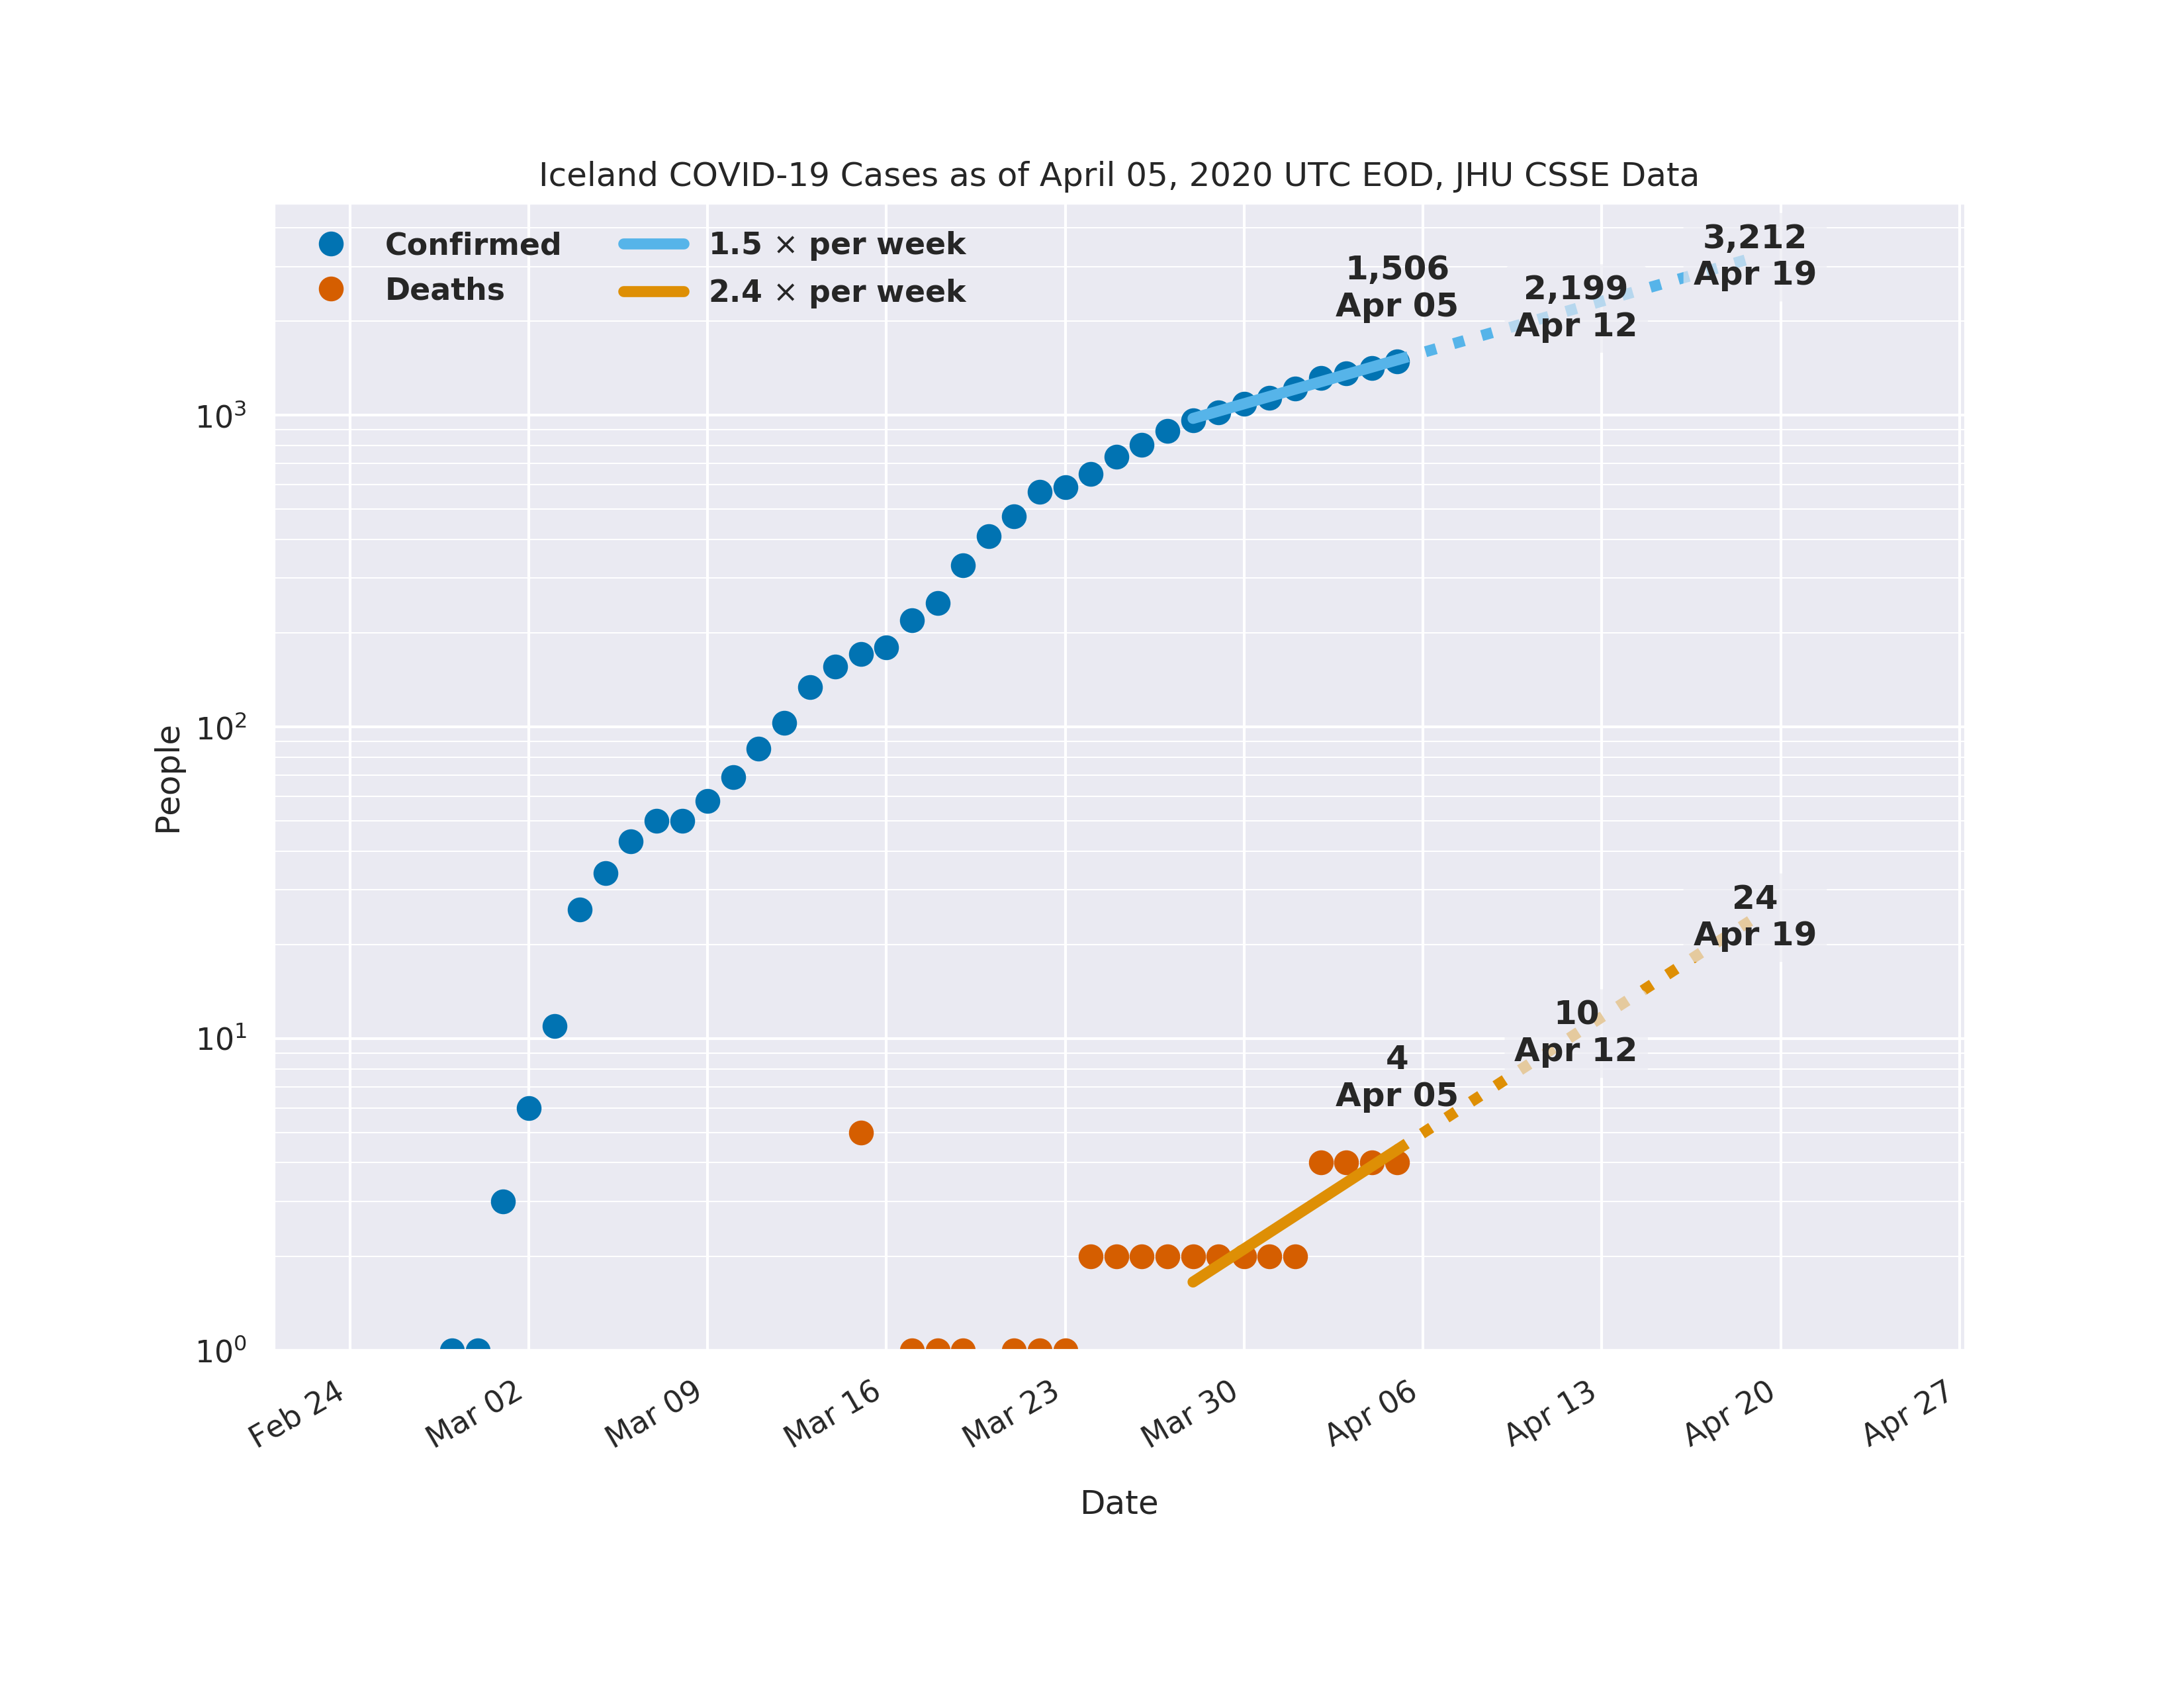 Iceland COVID-19 Cases as of April 05, 2020 UTC EOD, JHU CSSE Data
Confirmed
Deaths
1.5 × per week
2.4 × per week
1,506
Apr 05
2,199
Apr 12
3,212
Apr 19
24
Apr 19
10
Apr 12
4
Apr 05
People
10³
10²
10¹
10⁰
Feb 24
Mar 02
Mar 09
Mar 16
Mar 23
Mar 30
Apr 06
Apr 13
Apr 20
Apr 27
Date